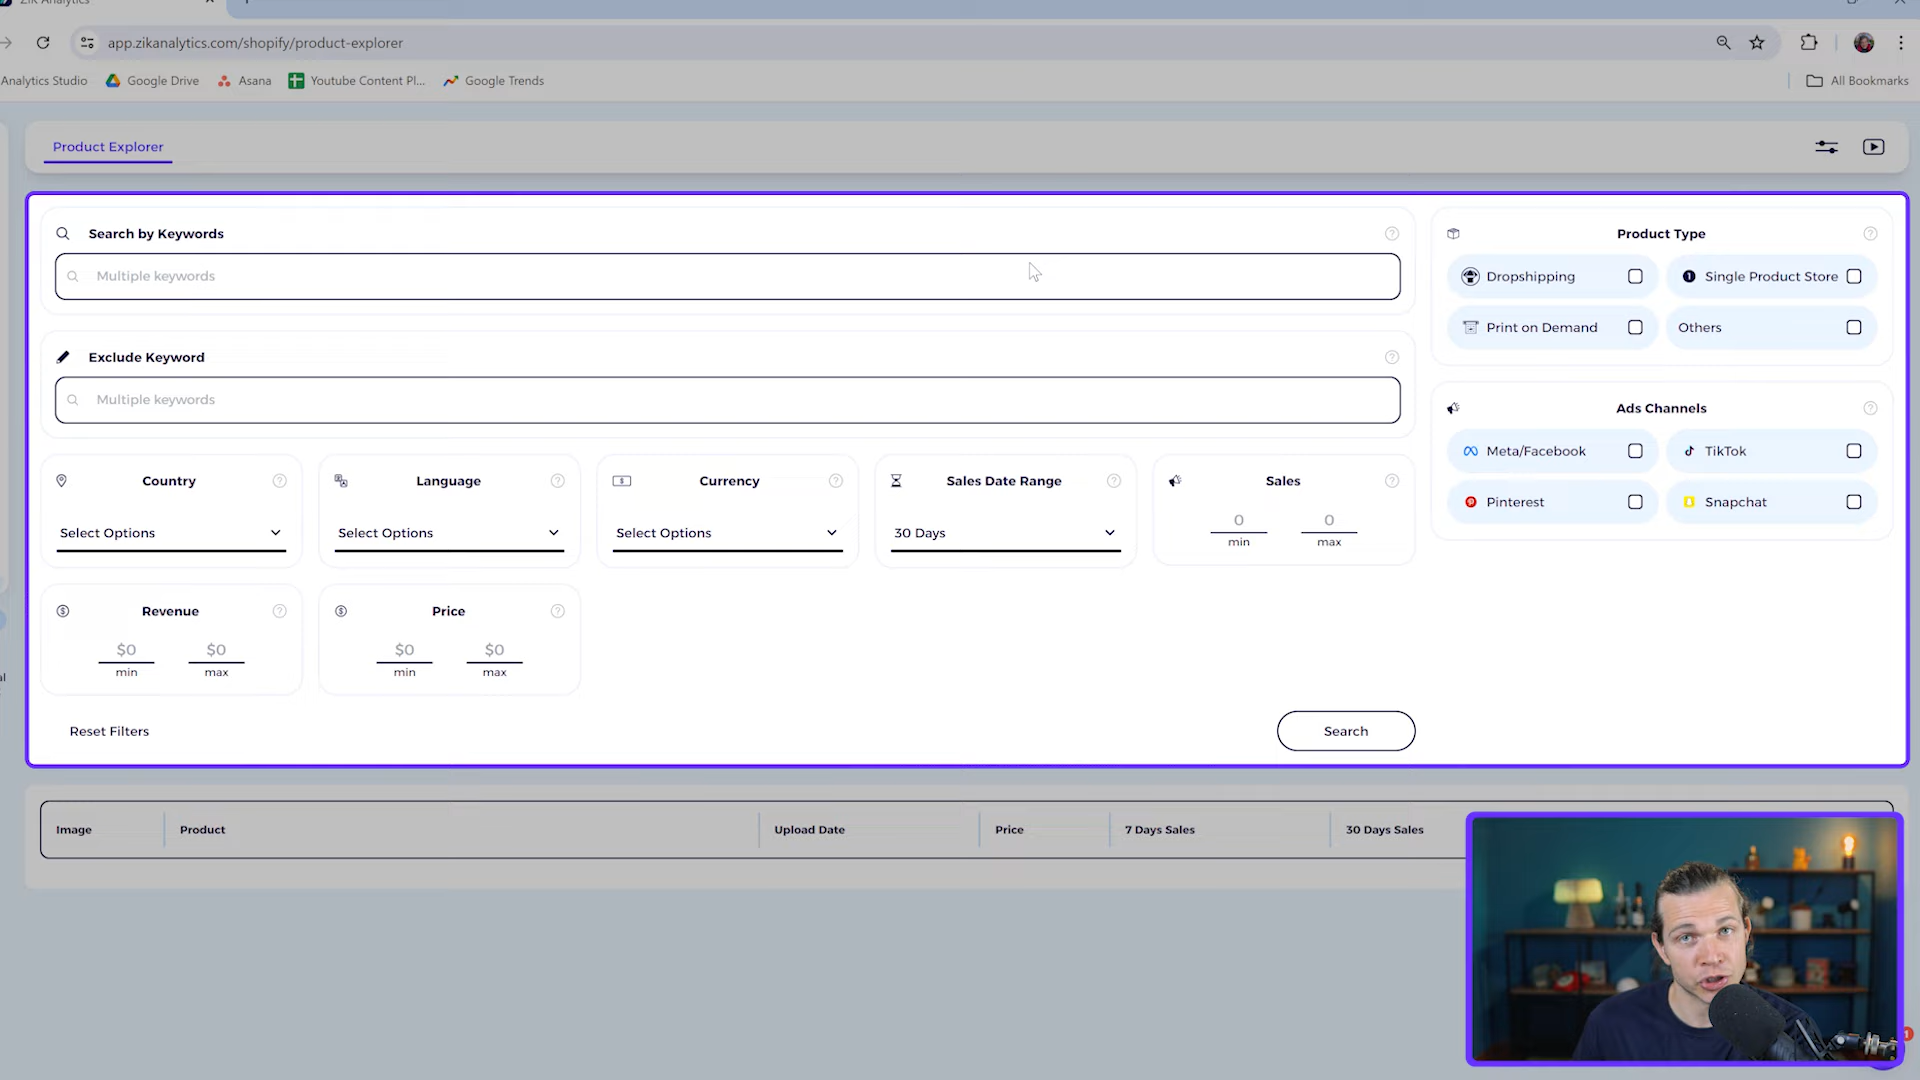 Zik Analytics
app.zikanalytics.com/shopify/product-explorer
Analytics Studio
Google Drive
Asana
Youtube Content Pl...
Google Trends
All Bookmarks
Product Explorer
Search by Keywords
Multiple keywords
Product Type
Dropshipping
Single Product Store
Print on Demand
Others
Exclude Keyword
Multiple keywords
Ads Channels
Meta/Facebook
TikTok
Pinterest
Snapchat
Country
Select Options
Language
Select Options
Currency
Select Options
Sales Date Range
30 Days
Sales
0 0
min max
Revenue
$0 $0
min max
Price
$0 $0
min max
Reset Filters
Search
Image
Product
Upload Date
Price
7 Days Sales
30 Days Sales